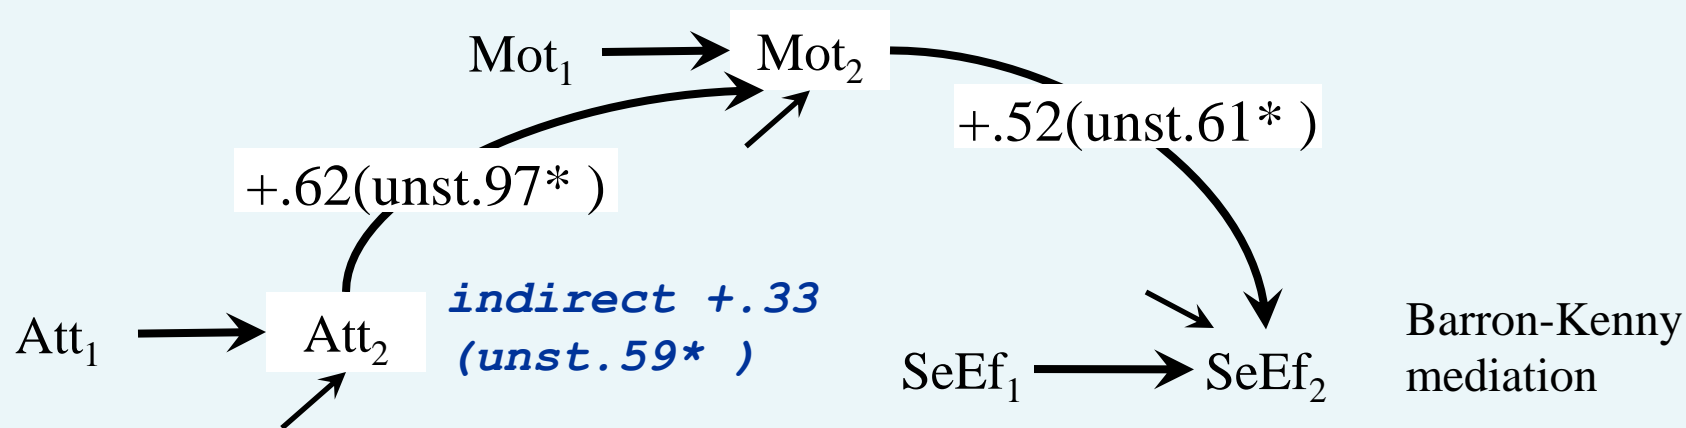 Mot₁
Mot₂
+.52(unst.61* )
+.62(unst.97* )
indirect +.33
(unst.59* )
Att₁
Att₂
SeEf₁
SeEf₂
Barron-Kenny
mediation